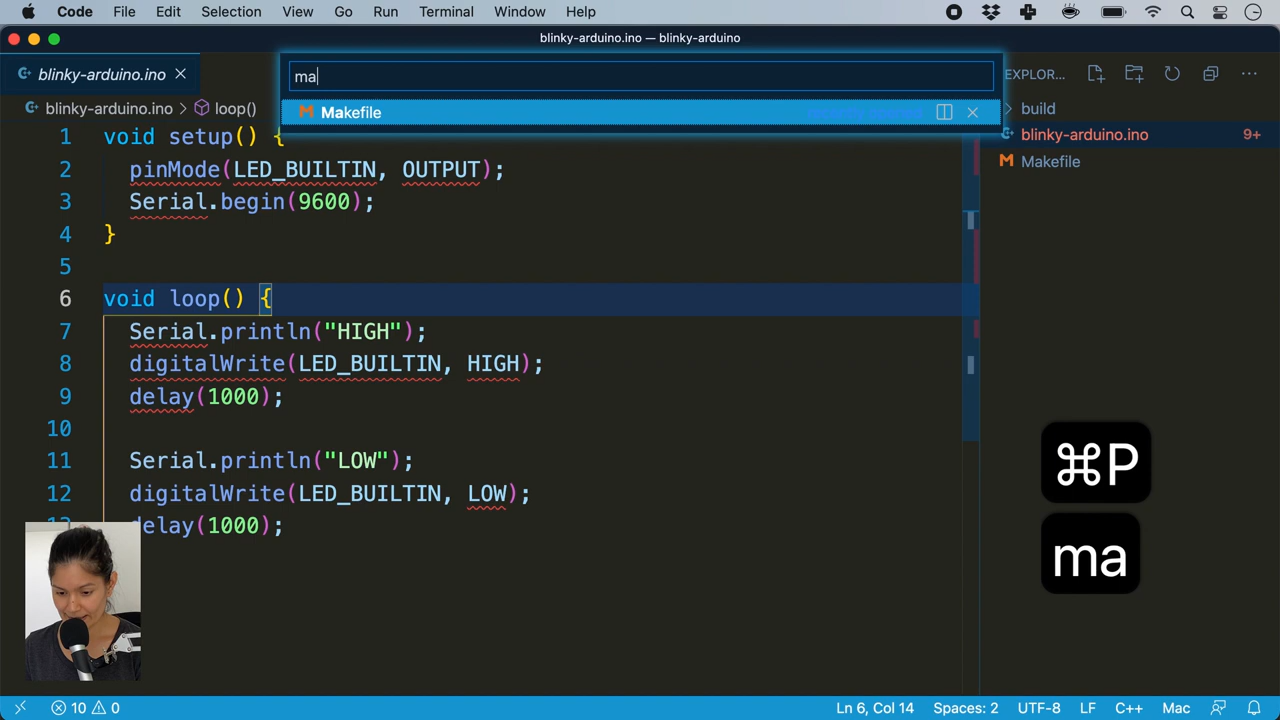 Code File Edit Selection View Go Run Terminal Window Help
blinky-arduino.ino — blinky-arduino
blinky-arduino.ino
ma
EXPLOR...
blinky-arduino.ino > loop()
Makefile
build
blinky-arduino.ino 9+
Makefile
1 void setup() {
2 pinMode(LED_BUILTIN, OUTPUT);
3 Serial.begin(9600);
4 }
5
6 void loop() {
7 Serial.println("HIGH");
8 digitalWrite(LED_BUILTIN, HIGH);
9 delay(1000);
10
11 Serial.println("LOW");
12 digitalWrite(LED_BUILTIN, LOW);
13 delay(1000);
⌘P
ma
10 0 Ln 6, Col 14 Spaces: 2 UTF-8 LF C++ Mac